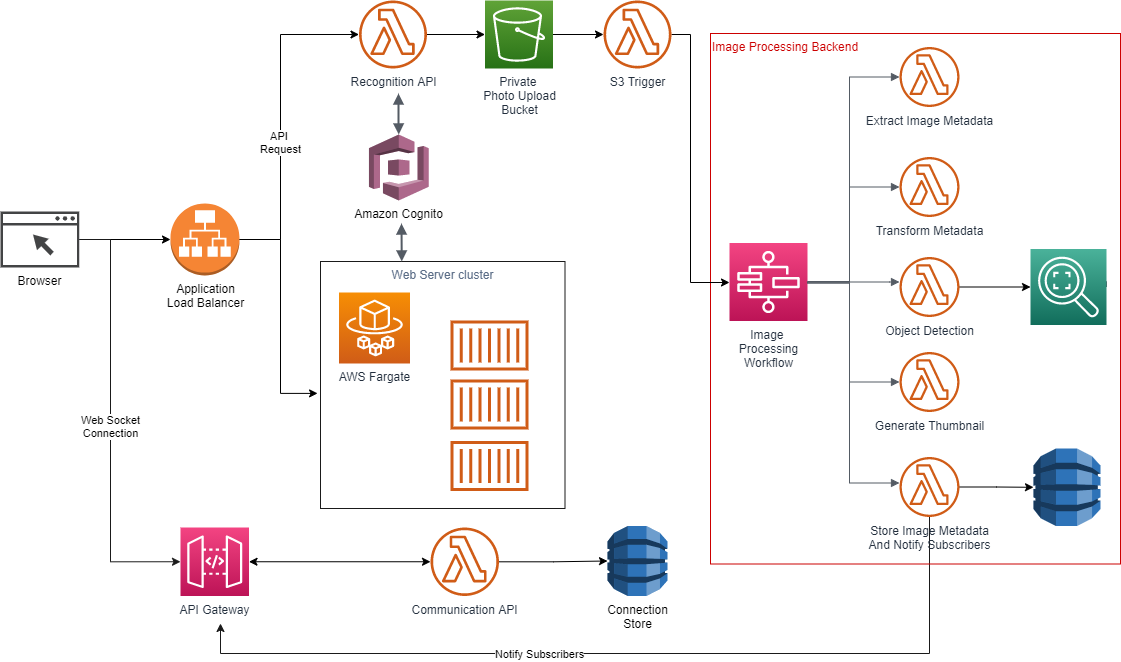 Image Processing Backend
Recognition API
Private
Photo Upload
Bucket
S3 Trigger
Extract Image Metadata
API
Request
Amazon Cognito
Transform Metadata
Browser
Application
Load Balancer
Web Server cluster
AWS Fargate
Image
Processing
Workflow
Object Detection
Generate Thumbnail
Web Socket
Connection
Store Image Metadata
And Notify Subscribers
</>
API Gateway
Communication API
Connection
Store
Notify Subscribers